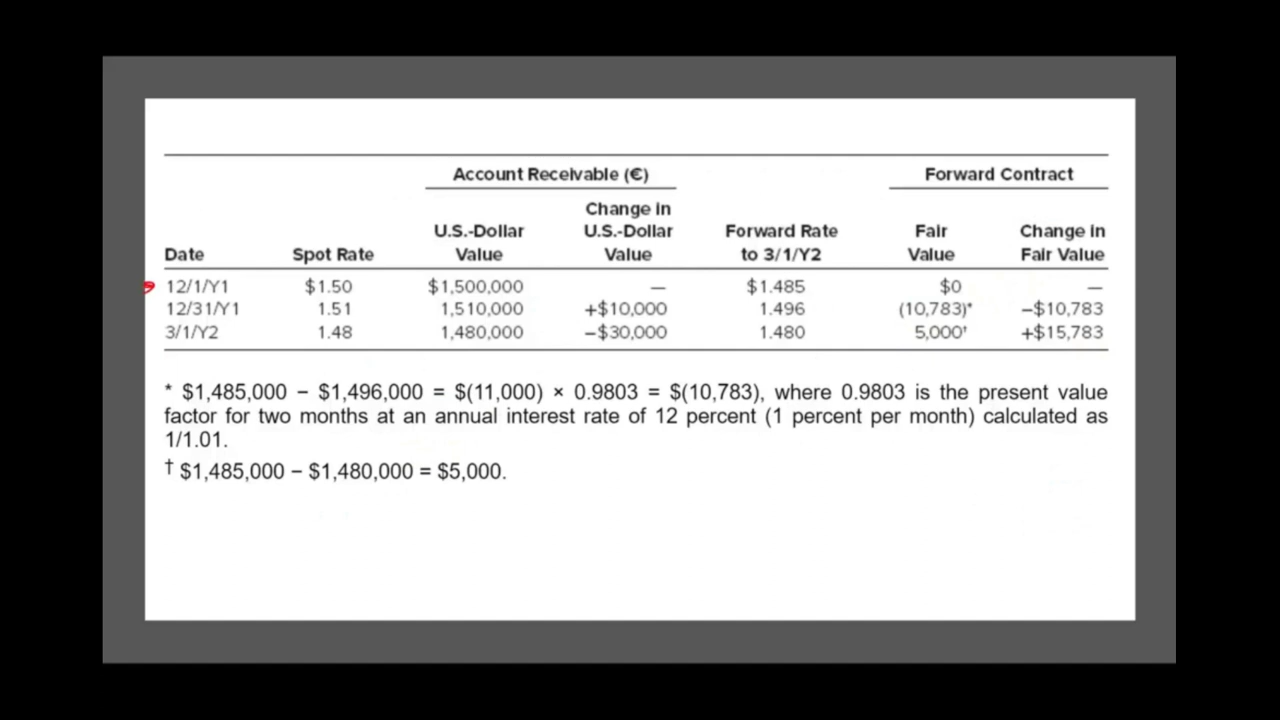 Account Receivable (€) Forward Contract
Change in
U.S.-Dollar U.S.-Dollar Forward Rate Fair Change in
Date Spot Rate Value Value to 3/1/Y2 Value Fair Value
12/1/Y1 $1.50 $1,500,000 — $1.485 $0 —
12/31/Y1 1.51 1,510,000 +$10,000 1.496 (10,783)* −$10,783
3/1/Y2 1.48 1,480,000 −$30,000 1.480 5,000† +$15,783
* $1,485,000 − $1,496,000 = $(11,000) × 0.9803 = $(10,783), where 0.9803 is the present value
factor for two months at an annual interest rate of 12 percent (1 percent per month) calculated as
1/1.01.
† $1,485,000 − $1,480,000 = $5,000.